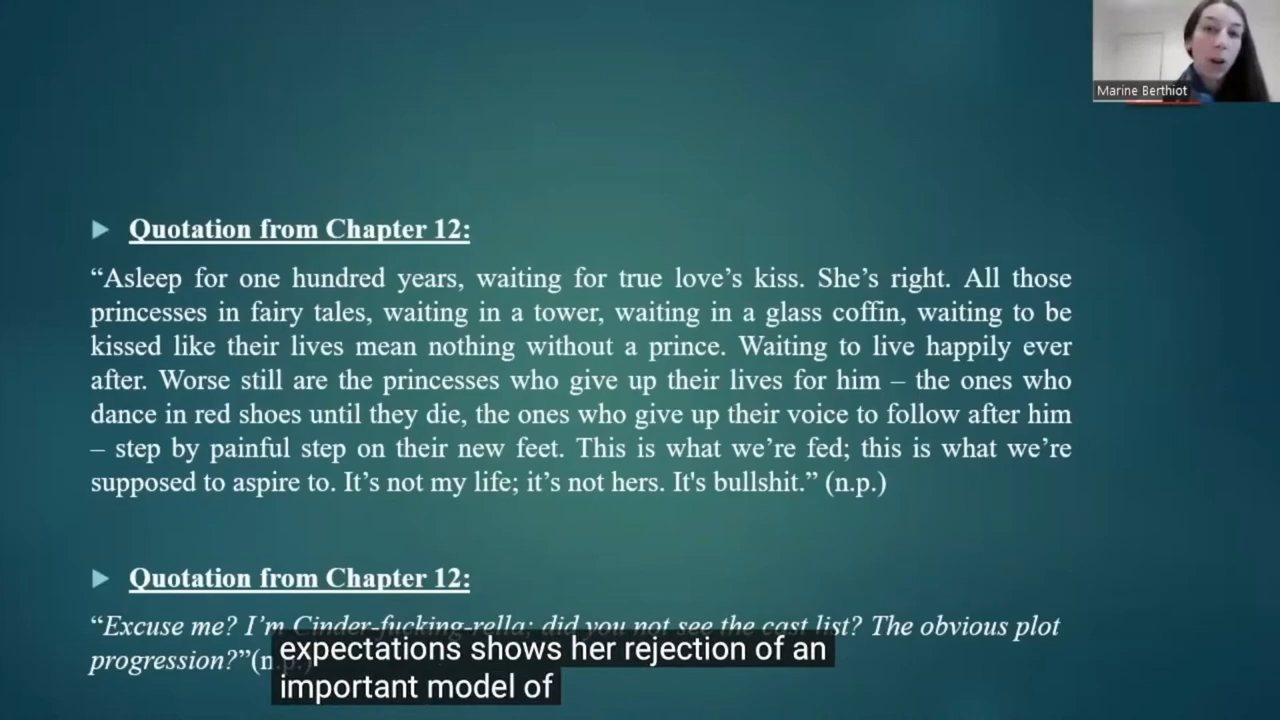 Marine Berthiot
Quotation from Chapter 12:
“Asleep for one hundred years, waiting for true love’s kiss. She’s right. All those
princesses in fairy tales, waiting in a tower, waiting in a glass coffin, waiting to be
kissed like their lives mean nothing without a prince. Waiting to live happily ever
after. Worse still are the princesses who give up their lives for him – the ones who
dance in red shoes until they die, the ones who give up their voice to follow after him
– step by painful step on their new feet. This is what we’re fed; this is what we’re
supposed to aspire to. It’s not my life; it’s not hers. It's bullshit.” (n.p.)
Quotation from Chapter 12:
“Excuse me? I’m Cinder-fucking-rella; did you not see the cast list? The obvious plot
progression?”(n.p.)
expectations shows her rejection of an
important model of